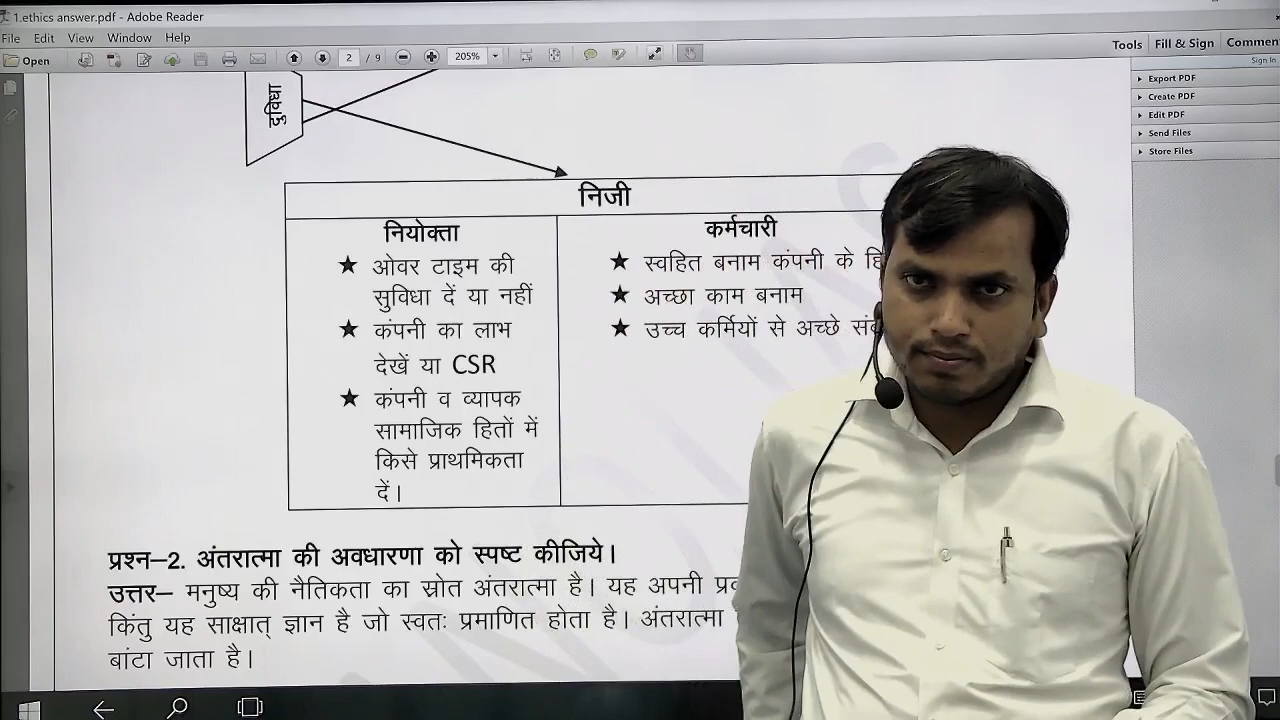 1.ethics answer.pdf - Adobe Reader
File Edit View Window Help
Open 2 / 9 205% Tools Fill & Sign Comment
Sign In
Export PDF
Create PDF
Edit PDF
Send Files
Store Files
दुविधा
निजी
नियोक्ता
★ ओवर टाइम की
सुविधा दें या नहीं
★ कंपनी का लाभ
देखें या CSR
★ कंपनी व व्यापक
सामाजिक हितों में
किसे प्राथमिकता
दें।
कर्मचारी
★ स्वहित बनाम कंपनी के
★ अच्छा काम बनाम
★ उच्च कर्मियों से अच्छे
प्रश्न–2. अंतरात्मा की अवधारणा को स्पष्ट कीजिये।
उत्तर– मनुष्य की नैतिकता का स्रोत अंतरात्मा है। यह अपनी
किंतु यह साक्षात् ज्ञान है जो स्वतः प्रमाणित होता है। अंतरात्मा
बांटा जाता है।